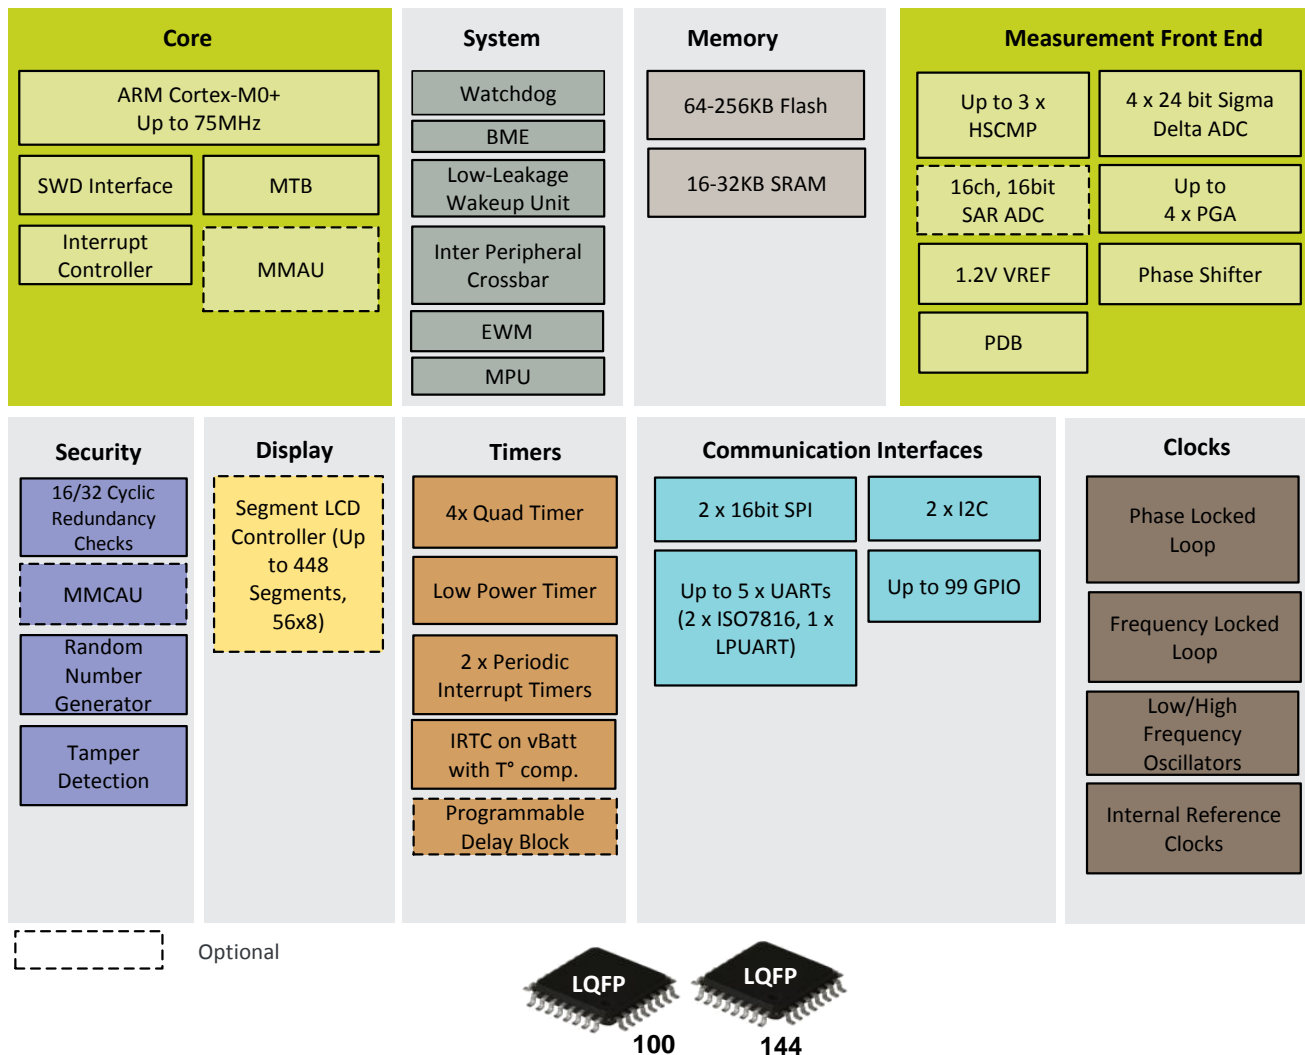 Core
ARM Cortex-M0+
Up to 75MHz
SWD Interface
MTB
Interrupt
Controller
MMAU
System
Watchdog
BME
Low-Leakage
Wakeup Unit
Inter Peripheral
Crossbar
EWM
MPU
Memory
64-256KB Flash
16-32KB SRAM
Measurement Front End
Up to 3 x
HSCMP
4 x 24 bit Sigma
Delta ADC
16ch, 16bit
SAR ADC
Up to
4 x PGA
1.2V VREF
Phase Shifter
PDB
Security
16/32 Cyclic
Redundancy
Checks
MMCAU
Random
Number
Generator
Tamper
Detection
Display
Segment LCD
Controller (Up
to 448
Segments,
56x8)
Timers
4x Quad Timer
Low Power Timer
2 x Periodic
Interrupt Timers
IRTC on vBatt
with T° comp.
Programmable
Delay Block
Communication Interfaces
2 x 16bit SPI
2 x I2C
Up to 5 x UARTs
(2 x ISO7816, 1 x
LPUART)
Up to 99 GPIO
Clocks
Phase Locked
Loop
Frequency Locked
Loop
Low/High
Frequency
Oscillators
Internal Reference
Clocks
Optional
LQFP
100
LQFP
144